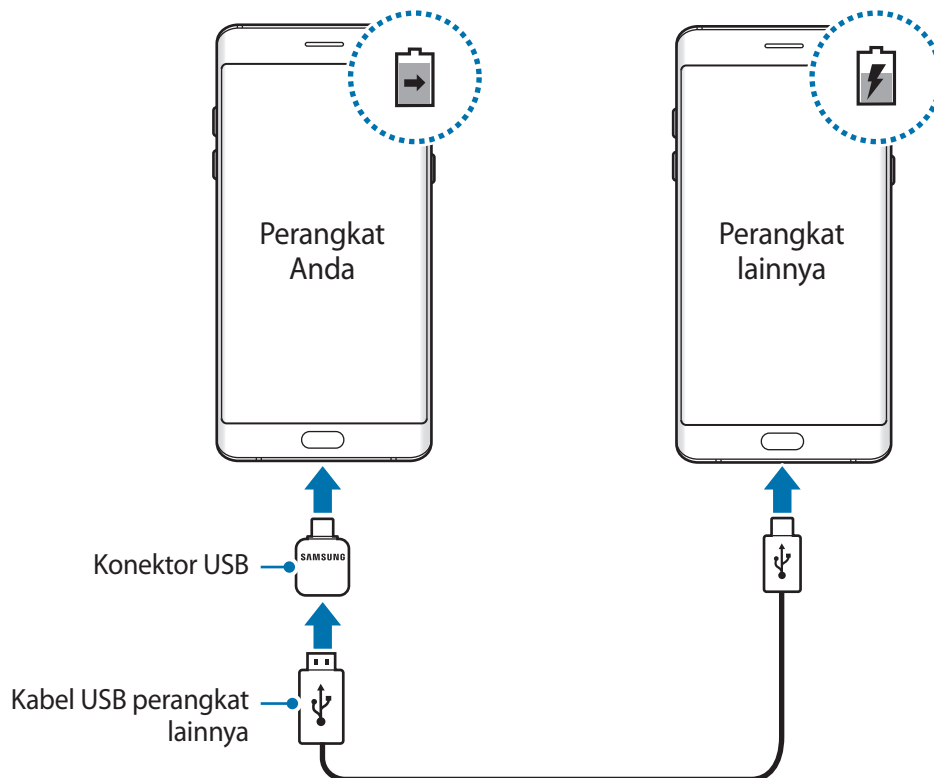 Perangkat
Anda
Perangkat
lainnya
Konektor USB
SAMSUNG
Kabel USB perangkat
lainnya